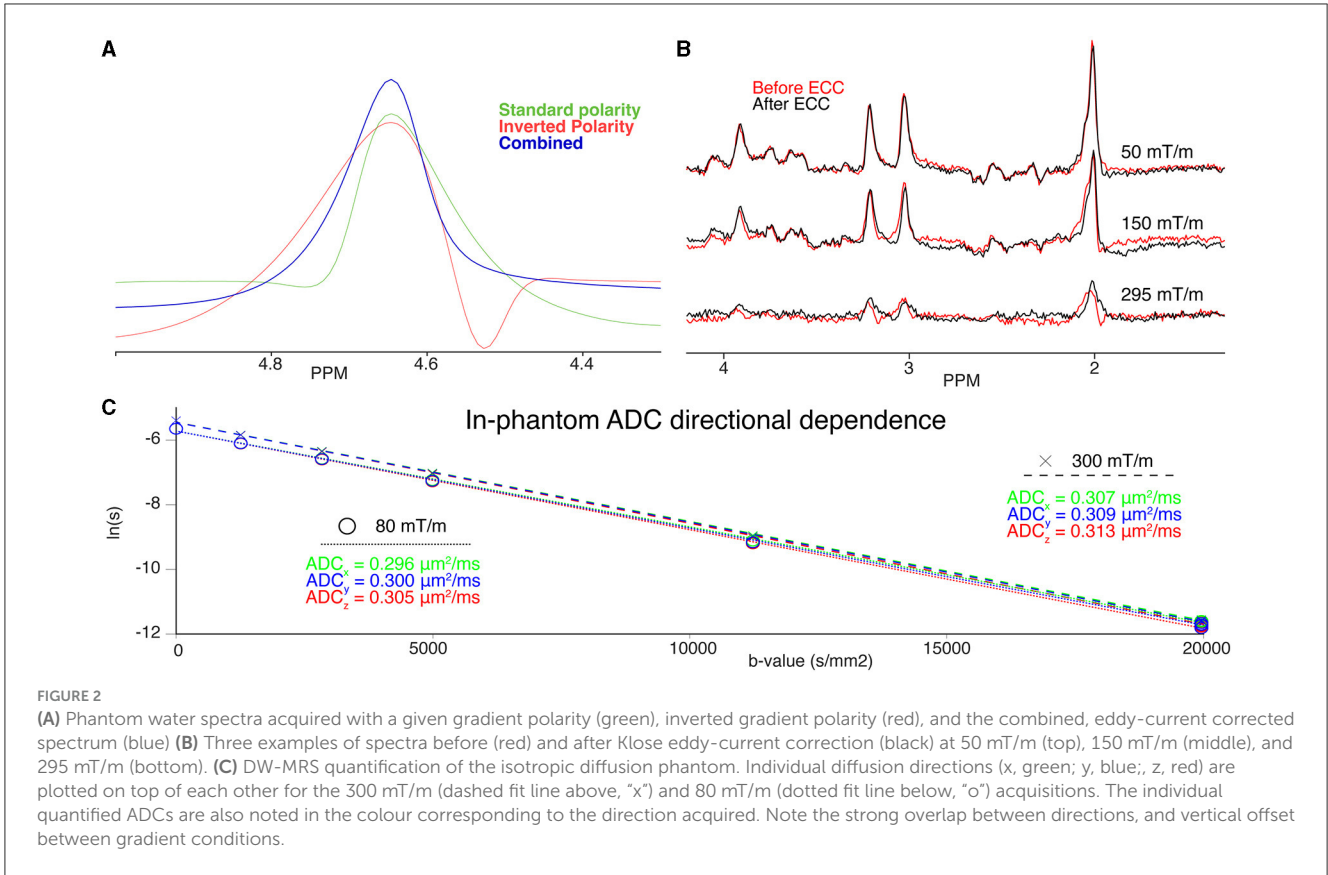 A
Standard polarity
Inverted Polarity
Combined
4.8
4.6
4.4
PPM
B
Before ECC
After ECC
50 mT/m
150 mT/m
295 mT/m
4
3
2
PPM
C
In-phantom ADC directional dependence
-6
-8
-10
-12
ln(s)
80 mT/m
ADCx = 0.296 µm²/ms
ADCy = 0.300 µm²/ms
ADCz = 0.305 µm²/ms
300 mT/m
ADCx = 0.307 µm²/ms
ADCy = 0.309 µm²/ms
ADCz = 0.313 µm²/ms
0
5000
10000
15000
20000
b-value (s/mm2)
FIGURE 2
(A) Phantom water spectra acquired with a given gradient polarity (green), inverted gradient polarity (red), and the combined, eddy-current corrected
spectrum (blue) (B) Three examples of spectra before (red) and after Klose eddy-current correction (black) at 50 mT/m (top), 150 mT/m (middle), and
295 mT/m (bottom). (C) DW-MRS quantification of the isotropic diffusion phantom. Individual diffusion directions (x, green; y, blue;, z, red) are
plotted on top of each other for the 300 mT/m (dashed fit line above, “x”) and 80 mT/m (dotted fit line below, “o”) acquisitions. The individual
quantified ADCs are also noted in the colour corresponding to the direction acquired. Note the strong overlap between directions, and vertical offset
between gradient conditions.